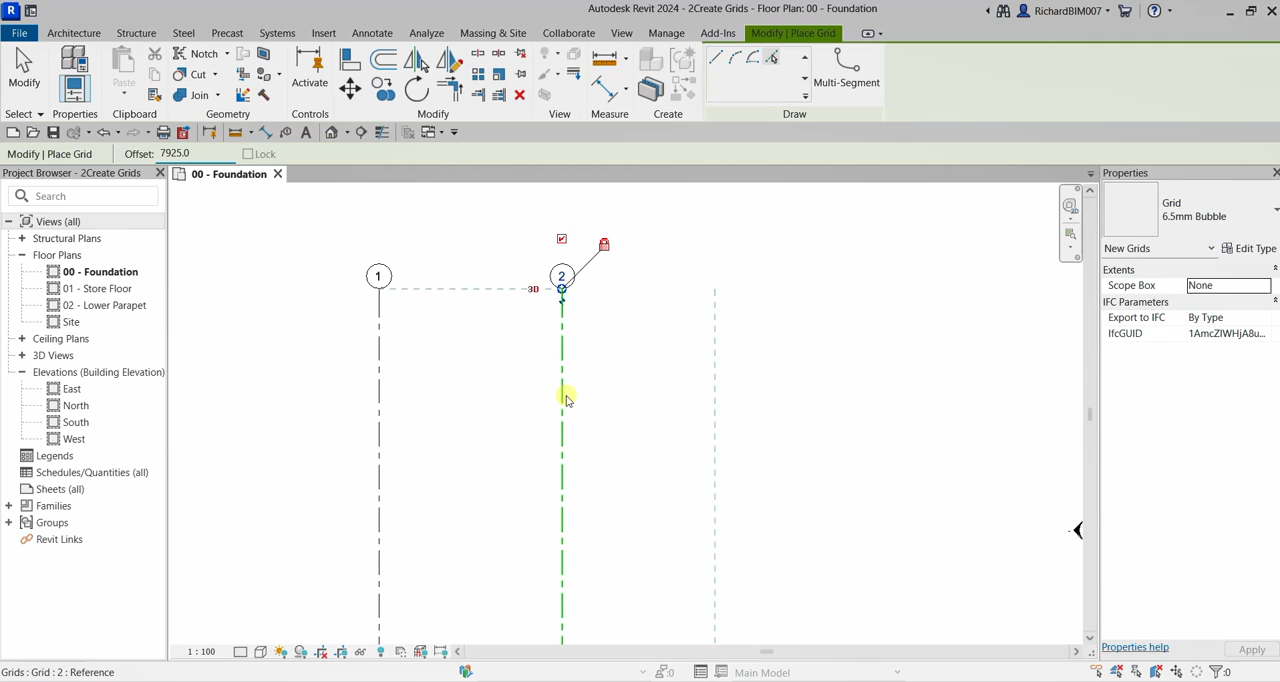 Autodesk Revit 2024 - 2Create Grids - Floor Plan: 00 - Foundation
RichardBIM007
File Architecture Structure Steel Precast Systems Insert Annotate Analyze Massing & Site Collaborate View Manage Add-Ins Modify | Place Grid
Modify Paste Notch Cut Join Activate Multi-Segment
Select Properties Clipboard Geometry Controls Modify View Measure Create Draw
Modify | Place Grid Offset: 7925.0 Lock
Project Browser - 2Create Grids
00 - Foundation
Properties
Search
Grid
6.5mm Bubble
New Grids Edit Type
Extents
Scope Box None
IFC Parameters
Export to IFC By Type
IfcGUID 1AmcZIWHjA8u...
Views (all)
Structural Plans
Floor Plans
00 - Foundation
01 - Store Floor
02 - Lower Parapet
Site
Ceiling Plans
3D Views
Elevations (Building Elevation)
East
North
South
West
Legends
Schedules/Quantities (all)
Sheets (all)
Families
Groups
Revit Links
1 2
3D
1 : 100
Properties help Apply
Grids : Grid : 2 : Reference
:0 Main Model :0